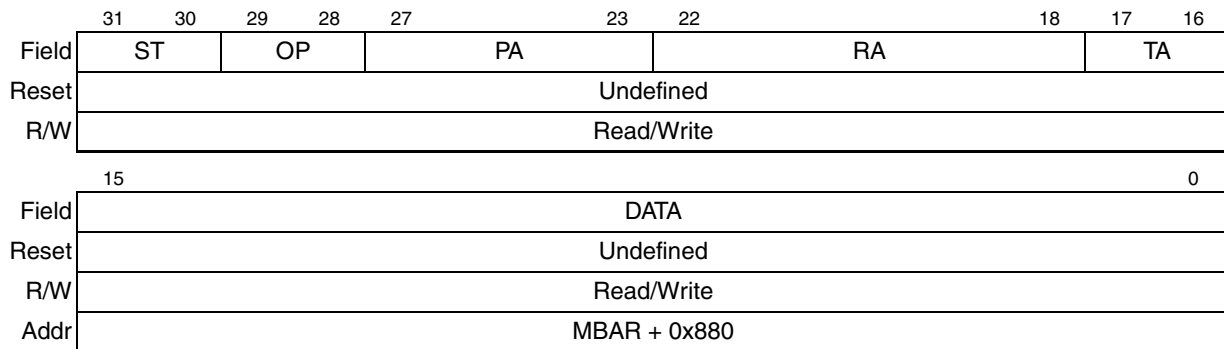 31 30 29 28 27 23 22 18 17 16
Field ST OP PA RA TA
Reset Undefined
R/W Read/Write
15 0
Field DATA
Reset Undefined
R/W Read/Write
Addr MBAR + 0x880